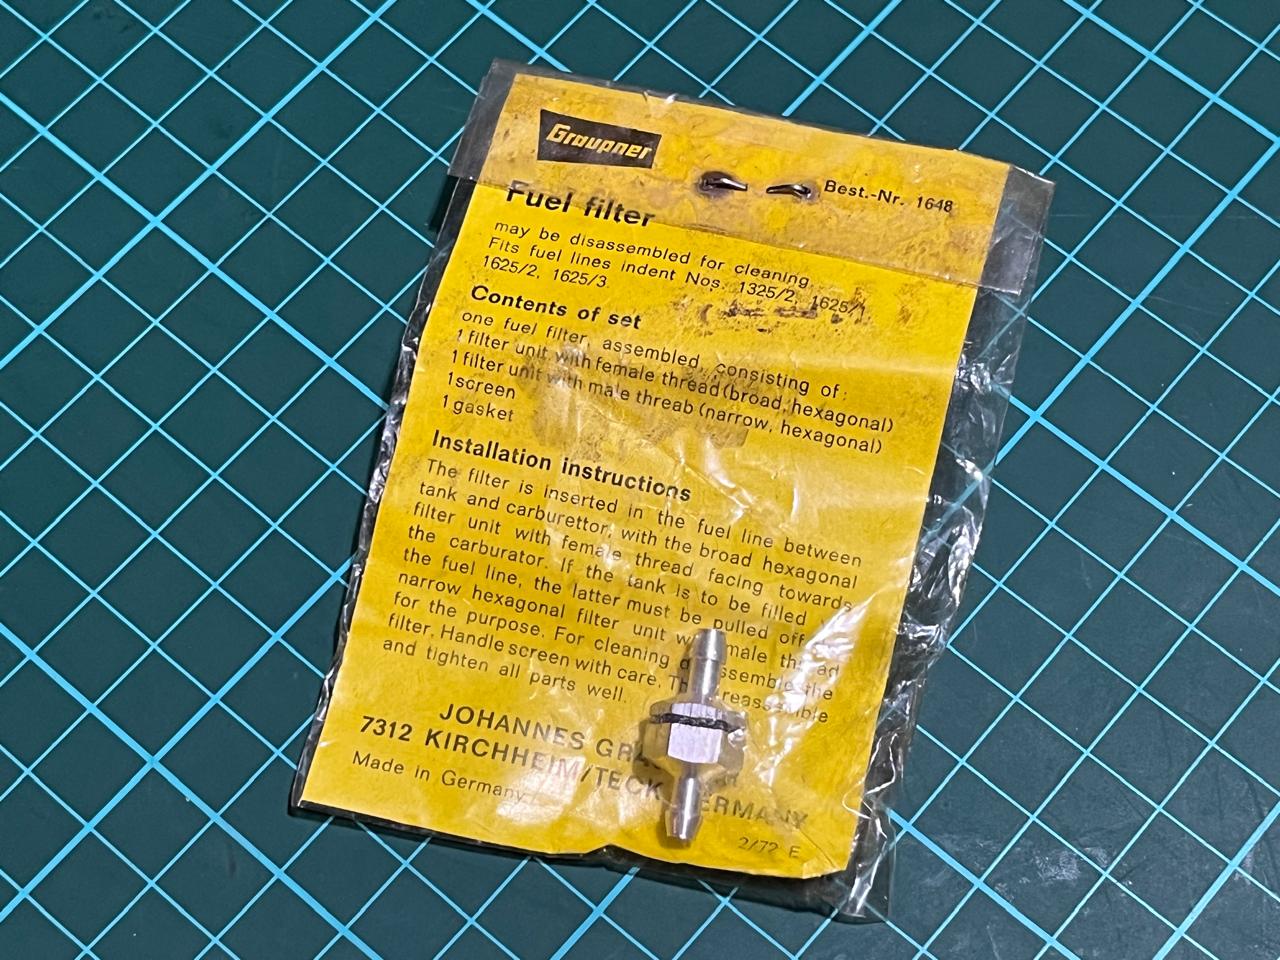 Graupner
Best.-Nr. 1648
Fuel filter
may be disassembled for cleaning
Fits fuel lines indent Nos. 1325/2, 1625/1,
1625/2, 1625/3
Contents of set
one fuel filter, assembled, consisting of:
1 filter unit with female thread (broad, hexagonal)
1 filter unit with male threab (narrow, hexagonal)
1 screen
1 gasket
Installation instructions
The filter is inserted in the fuel line between
tank and carburettor, with the broad hexagonal
filter unit with female thread facing towards
the carburator. If the tank is to be filled
the fuel line, the latter must be pulled off
narrow hexagonal filter unit male
for the purpose. For cleaning the
filter. Handle screen with care.
and tighten all parts well.
JOHANNES
7312 KIRCHHEIM/TECK
Made in Germany
2/72 E